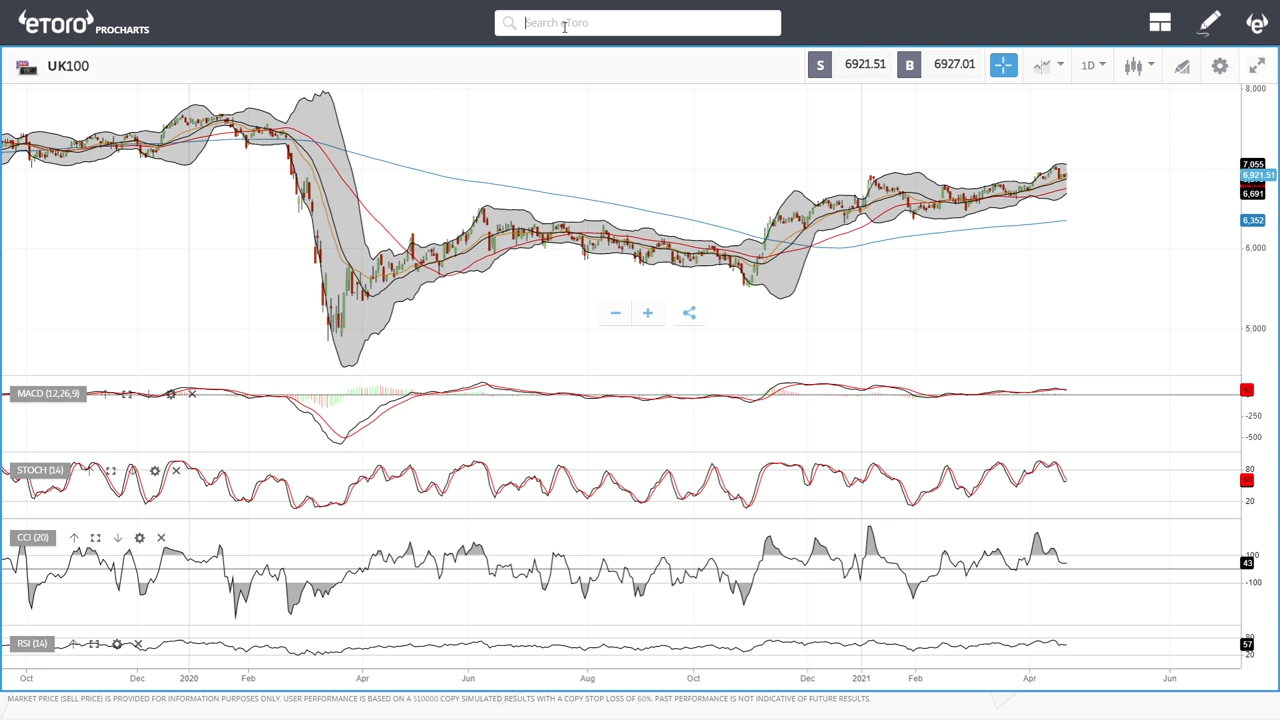 eToro PROCHARTS
Search eToro
UK100
S 6921.51 B 6927.01
1D
8,000
7,055
6,921.51
6,691
6,352
6,000
5,000
MACD (12,26,9)
-250
-500
STOCH (14)
80
20
CCI (20)
100
43
-100
RSI (14)
80
57
20
Oct Dec 2020 Feb Apr Jun Aug Oct Dec 2021 Feb Apr Jun
MARKET PRICE (SELL PRICE) IS PROVIDED FOR INFORMATION PURPOSES ONLY. USER PERFORMANCE IS BASED ON A $10000 COPY SIMULATED RESULTS WITH A COPY STOP LOSS OF 60%. PAST PERFORMANCE IS NOT INDICATIVE OF FUTURE RESULTS.